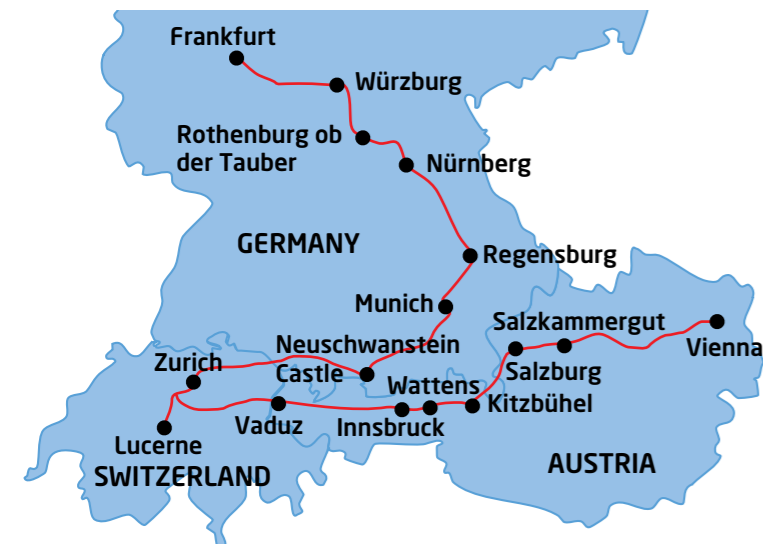 Frankfurt
Würzburg
Rothenburg ob
der Tauber
Nürnberg
GERMANY
Regensburg
Munich
Salzkammergut
Neuschwanstein
Castle
Vienna
Zurich
Salzburg
Wattens
Kitzbühel
Vaduz
Innsbruck
Lucerne
AUSTRIA
SWITZERLAND